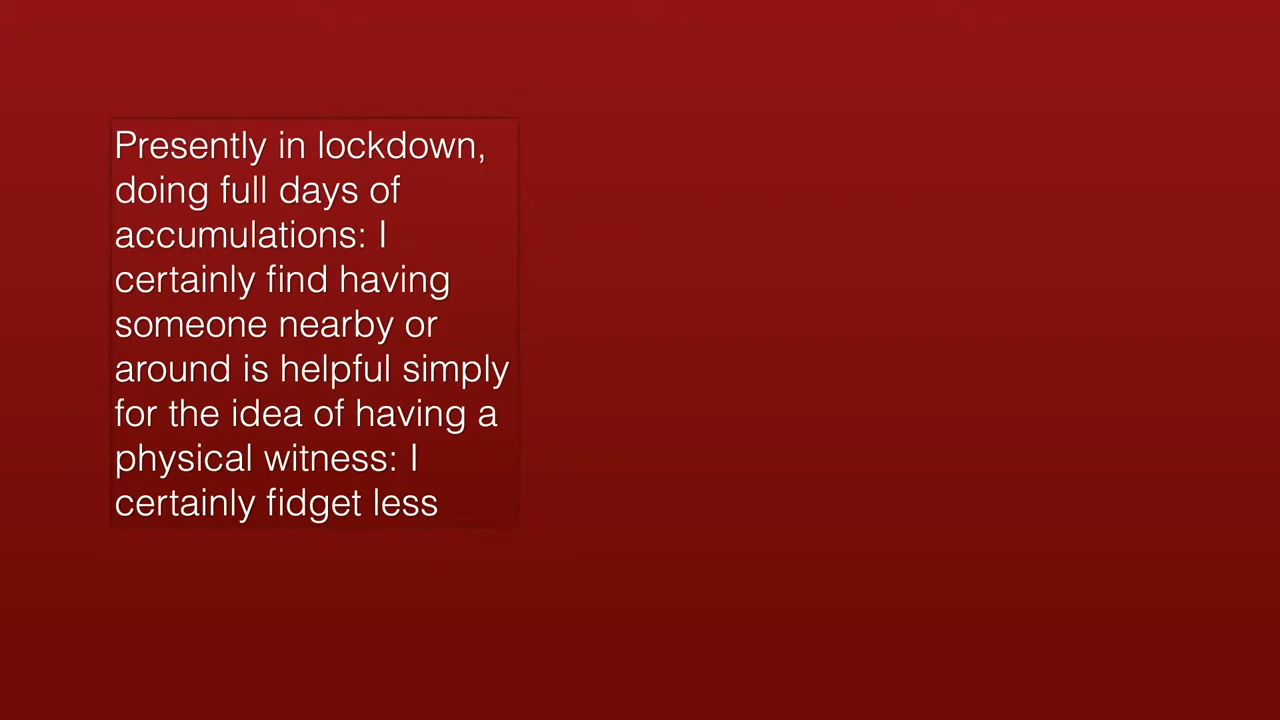 Presently in lockdown,
doing full days of
accumulations: I
certainly find having
someone nearby or
around is helpful simply
for the idea of having a
physical witness: I
certainly fidget less